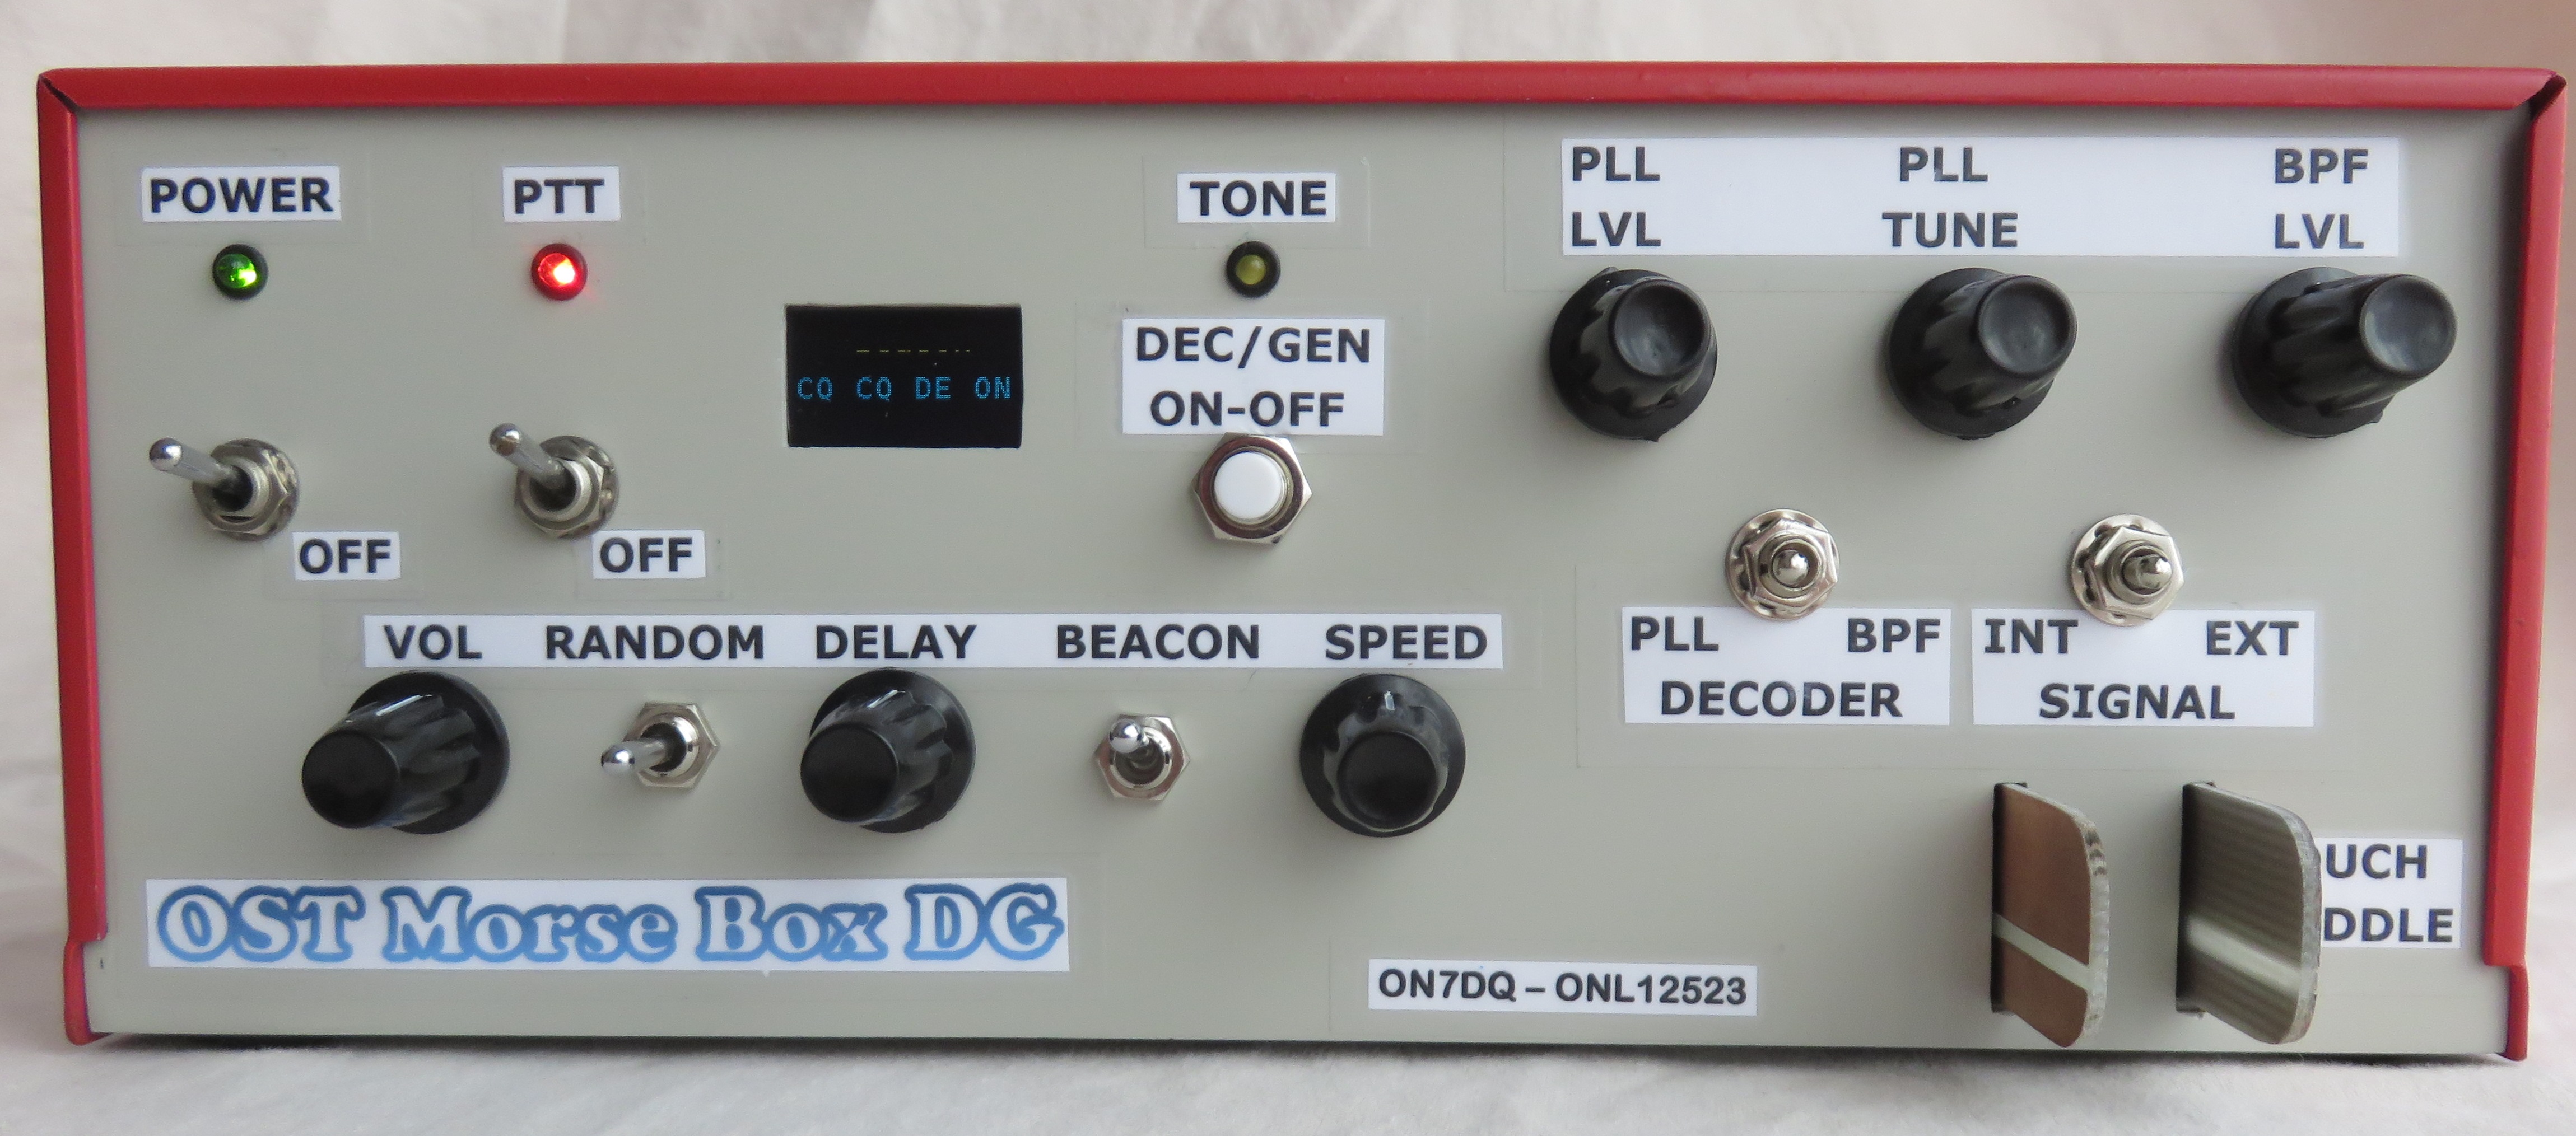 POWER
PTT
TONE
PLL PLL BPF
LVL TUNE LVL
CQ CQ DE ON
DEC/GEN
ON-OFF
OFF
OFF
VOL RANDOM DELAY BEACON SPEED
PLL BPF
DECODER
INT EXT
SIGNAL
UCH
DDLE
OST Morse Box DG
ON7DQ – ONL12523